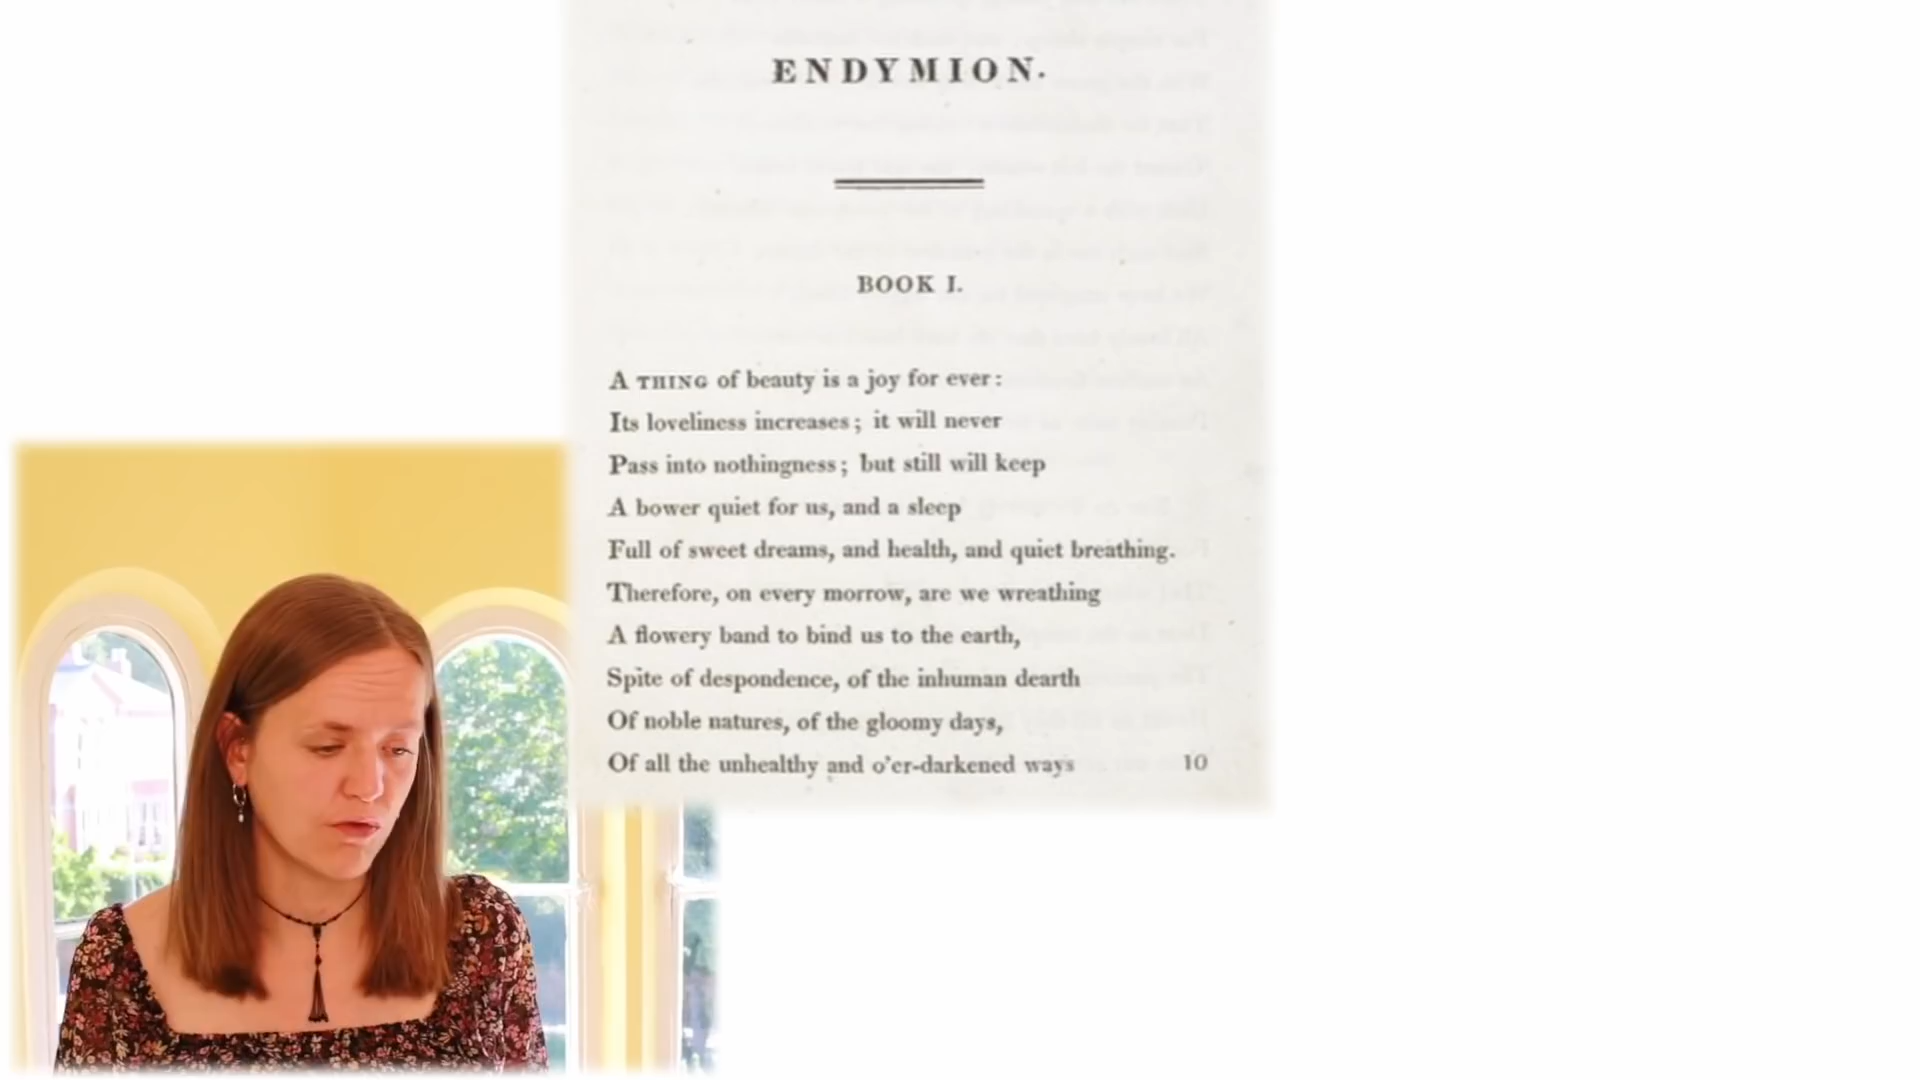 ENDYMION.
BOOK I.
A THING of beauty is a joy for ever:
Its loveliness increases; it will never
Pass into nothingness; but still will keep
A bower quiet for us, and a sleep
Full of sweet dreams, and health, and quiet breathing.
Therefore, on every morrow, are we wreathing
A flowery band to bind us to the earth,
Spite of despondence, of the inhuman dearth
Of noble natures, of the gloomy days,
Of all the unhealthy and o'er-darkened ways 10